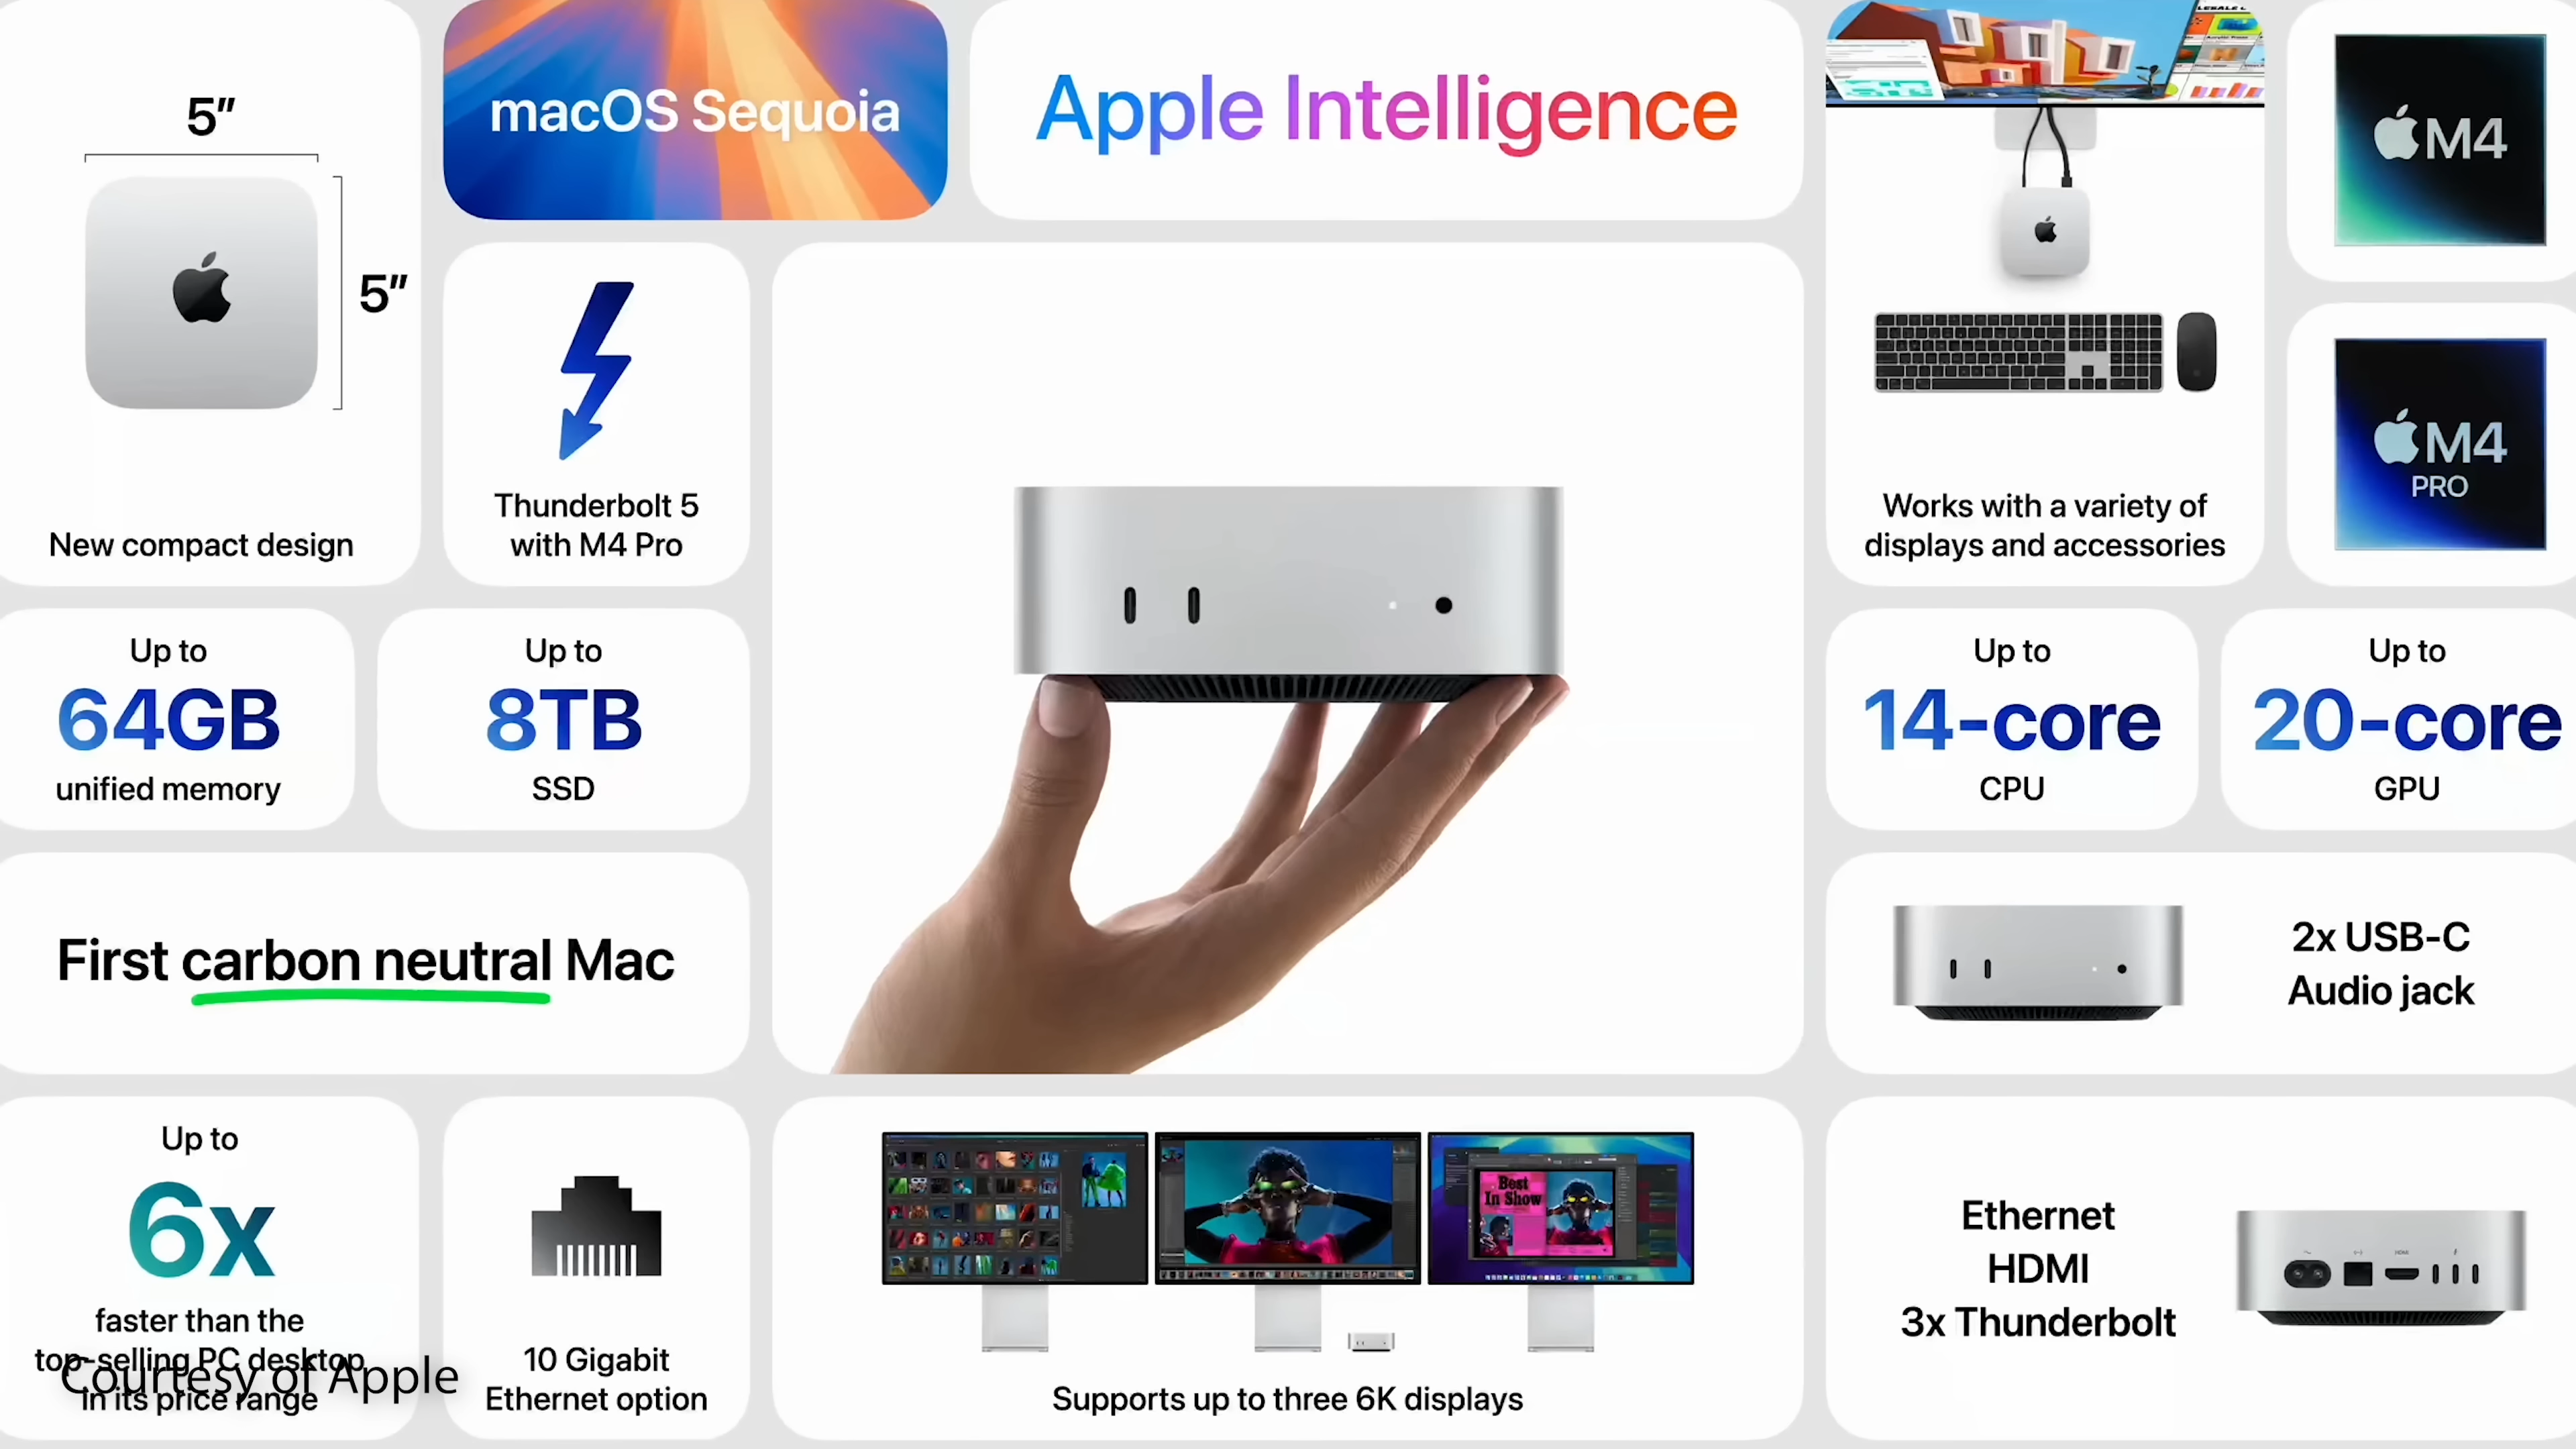 5″
5″
New compact design
macOS Sequoia
Apple Intelligence
Thunderbolt 5
with M4 Pro
Works with a variety of
displays and accessories
M4
M4
PRO
Up to
64GB
unified memory
Up to
8TB
SSD
Up to
14-core
CPU
Up to
20-core
GPU
First carbon neutral Mac
2x USB-C
Audio jack
Up to
6x
faster than the
top-selling PC desktop
in its price range
Courtesy of Apple
10 Gigabit
Ethernet option
Best
In Show
Supports up to three 6K displays
Ethernet
HDMI
3x Thunderbolt
HDMI